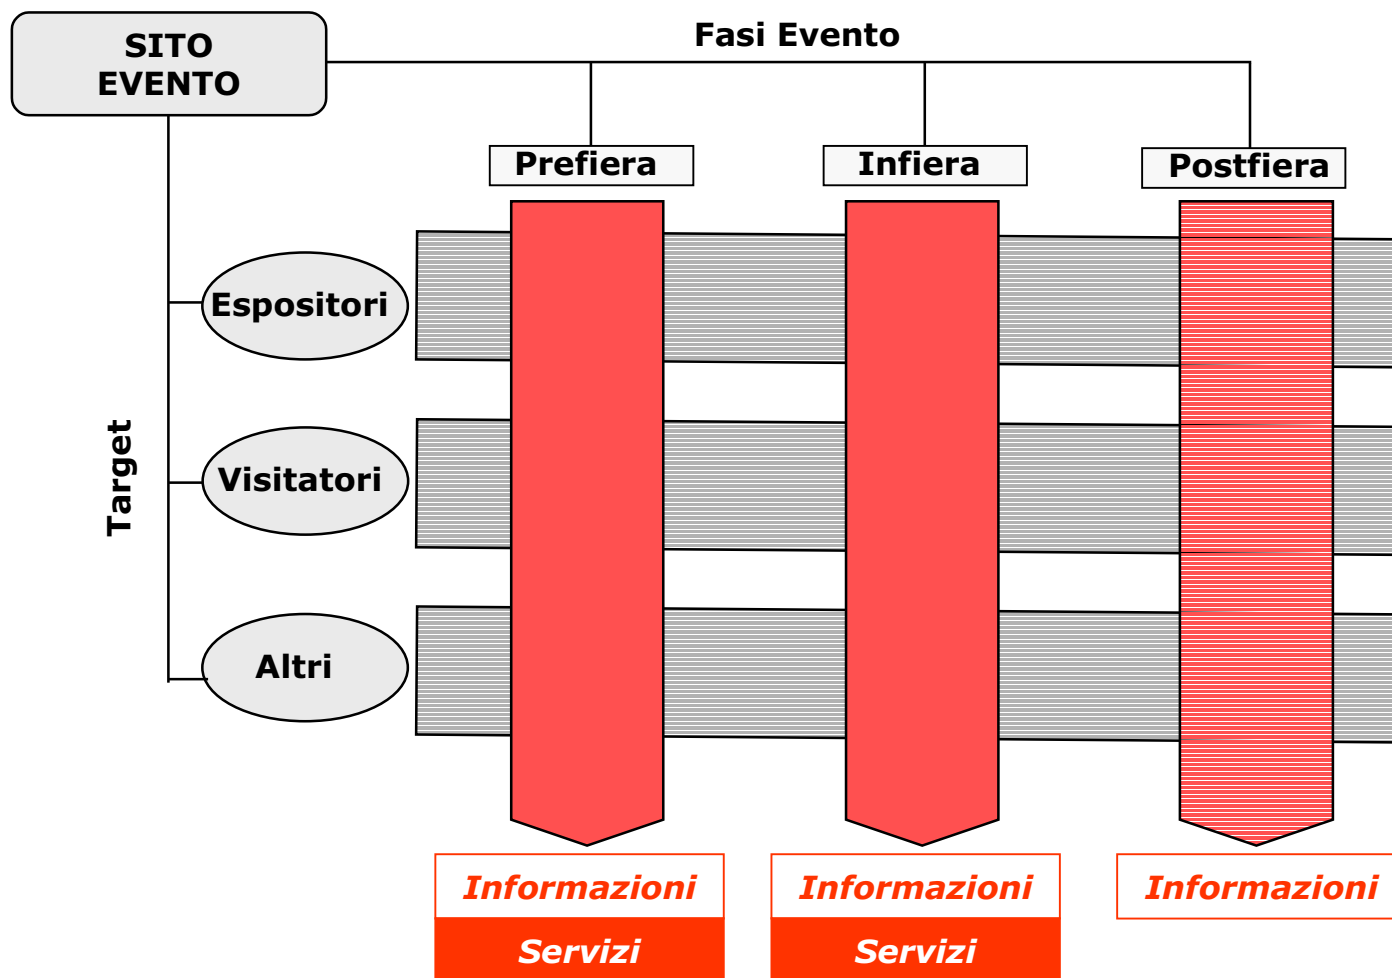 SITO
EVENTO
Fasi Evento
Prefiera
Infiera
Postfiera
Target
Espositori
Visitatori
Altri
Informazioni
Servizi
Informazioni
Servizi
Informazioni